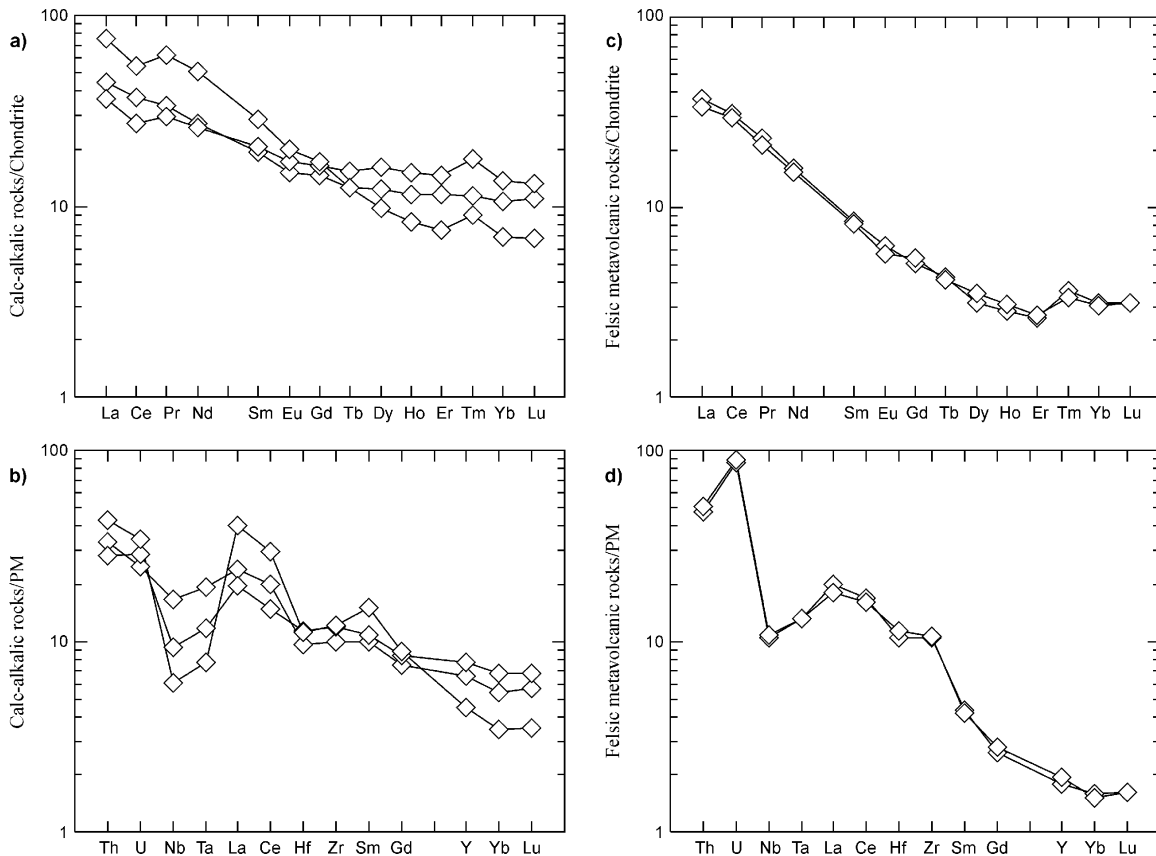 a)
Calc-alkalic rocks/Chondrite
100
10
1
La Ce Pr Nd Sm Eu Gd Tb Dy Ho Er Tm Yb Lu
c)
Felsic metavolcanic rocks/Chondrite
100
10
1
La Ce Pr Nd Sm Eu Gd Tb Dy Ho Er Tm Yb Lu
b)
Calc-alkalic rocks/PM
100
10
1
Th U Nb Ta La Ce Hf Zr Sm Gd Y Yb Lu
d)
Felsic metavolcanic rocks/PM
100
10
1
Th U Nb Ta La Ce Hf Zr Sm Gd Y Yb Lu